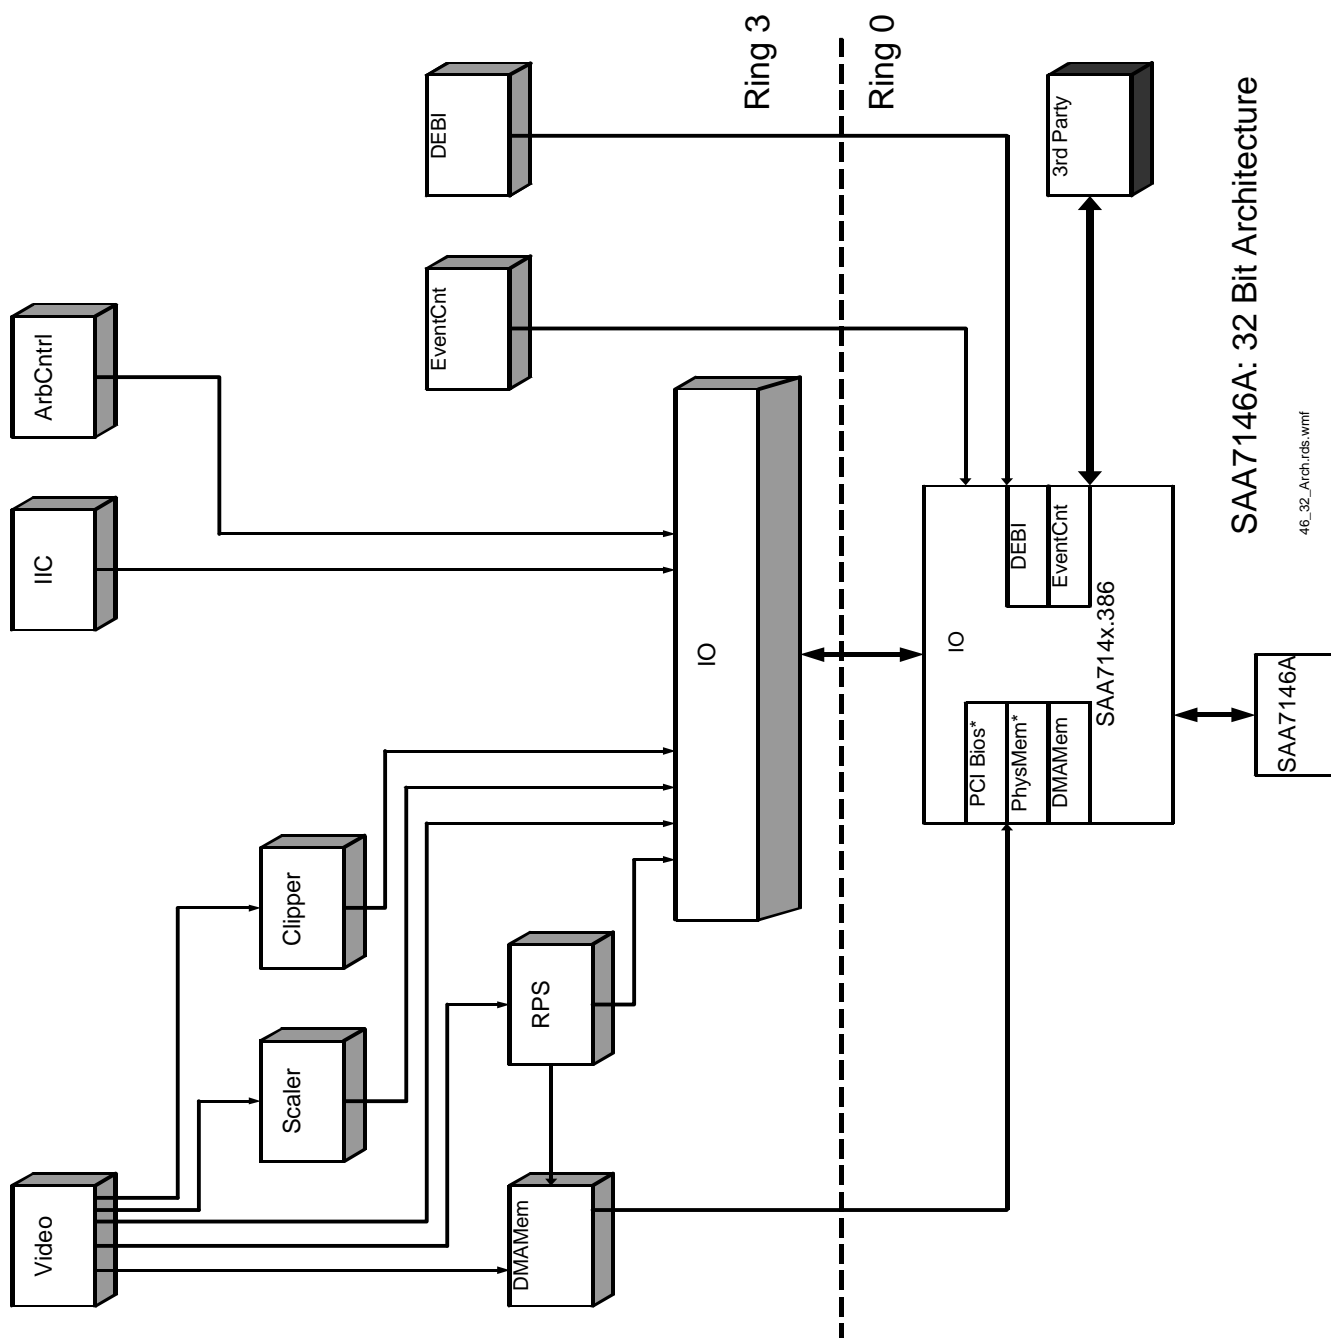 Video
IIC
ArbCntrl
Scaler
Clipper
DMAMem
RPS
EventCnt
DEBI
IO
Ring 3
Ring 0
IO
PCI Bios*
PhysMem*
DMAMem
DEBI
EventCnt
SAA714x.386
3rd Party
SAA7146A
SAA7146A: 32 Bit Architecture
46_32_Arch.rds.wmf